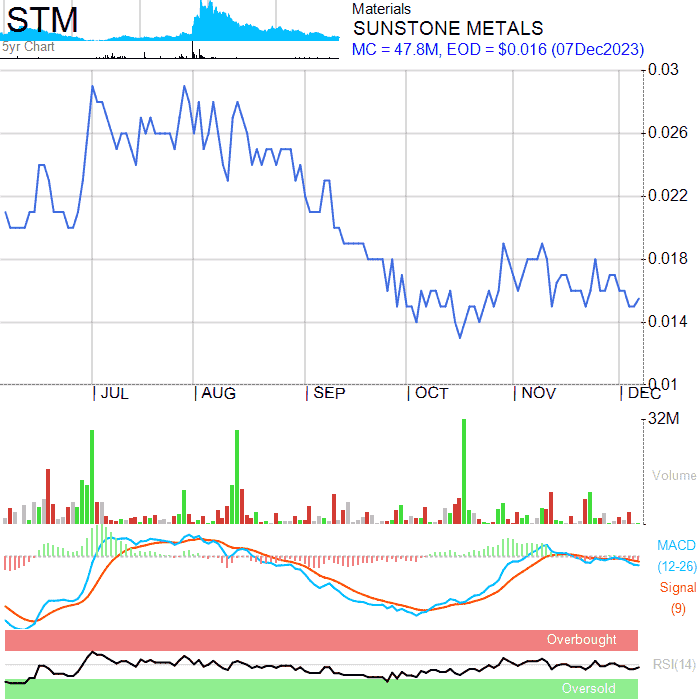 STM
5yr Chart
Materials
SUNSTONE METALS
MC = 47.8M, EOD = $0.016 (07Dec2023)
0.03
0.026
0.022
0.018
0.014
0.01
JUL AUG SEP OCT NOV DEC
32M
Volume
MACD
(12-26)
Signal
(9)
Overbought
RSI(14)
Oversold